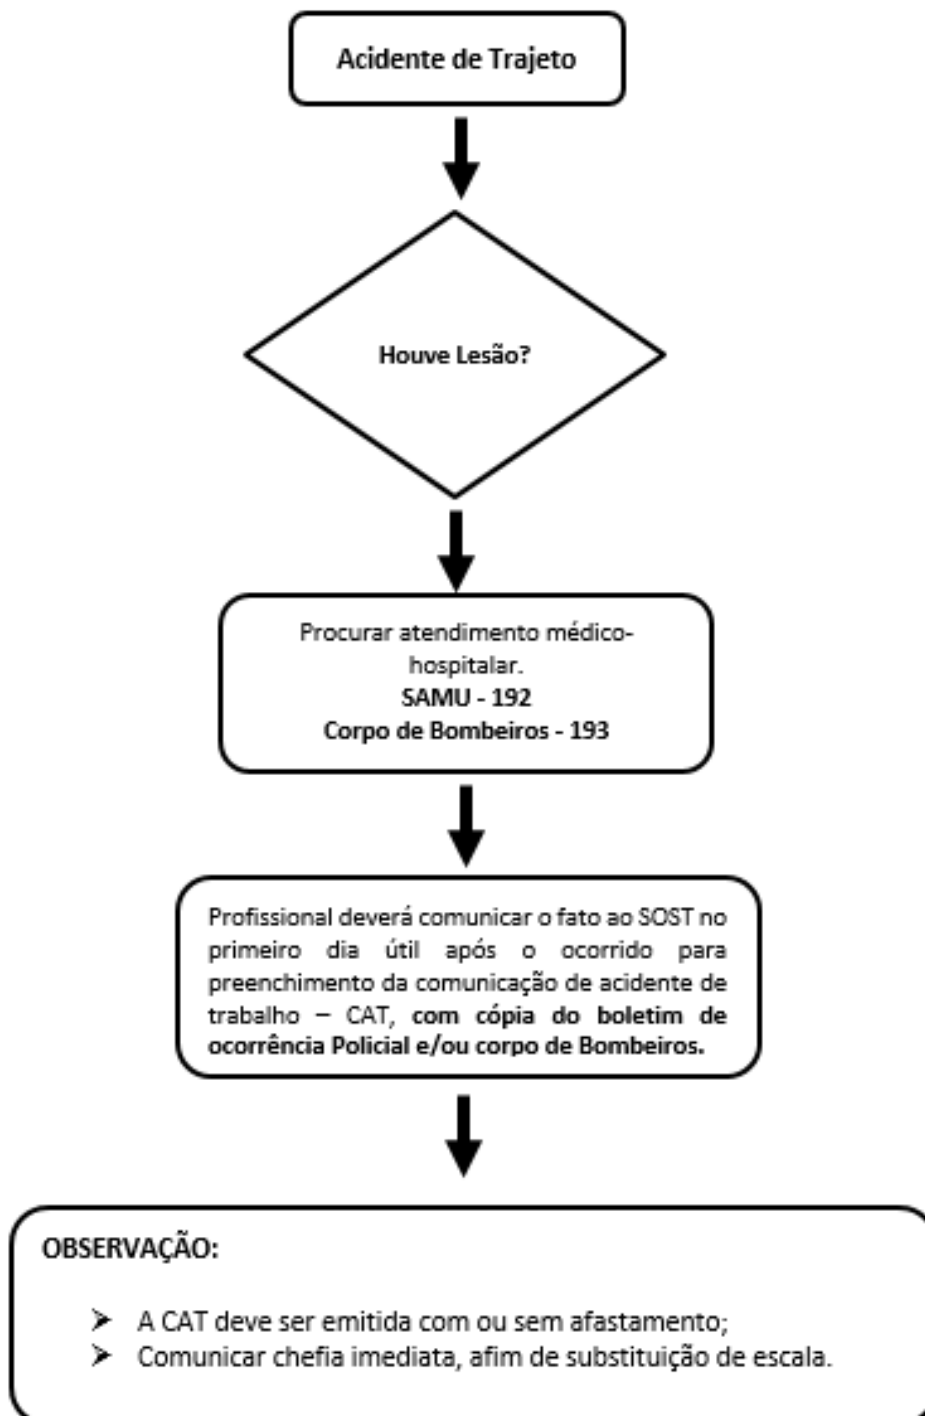 Acidente de Trajeto
Houve Lesão?
Procurar atendimento médico-
hospitalar.
SAMU - 192
Corpo de Bombeiros - 193
Profissional deverá comunicar o fato ao SOST no
primeiro dia útil após o ocorrido para
preenchimento da comunicação de acidente de
trabalho – CAT, com cópia do boletim de
ocorrência Policial e/ou corpo de Bombeiros.
OBSERVAÇÃO:
➢ A CAT deve ser emitida com ou sem afastamento;
➢ Comunicar chefia imediata, afim de substituição de escala.